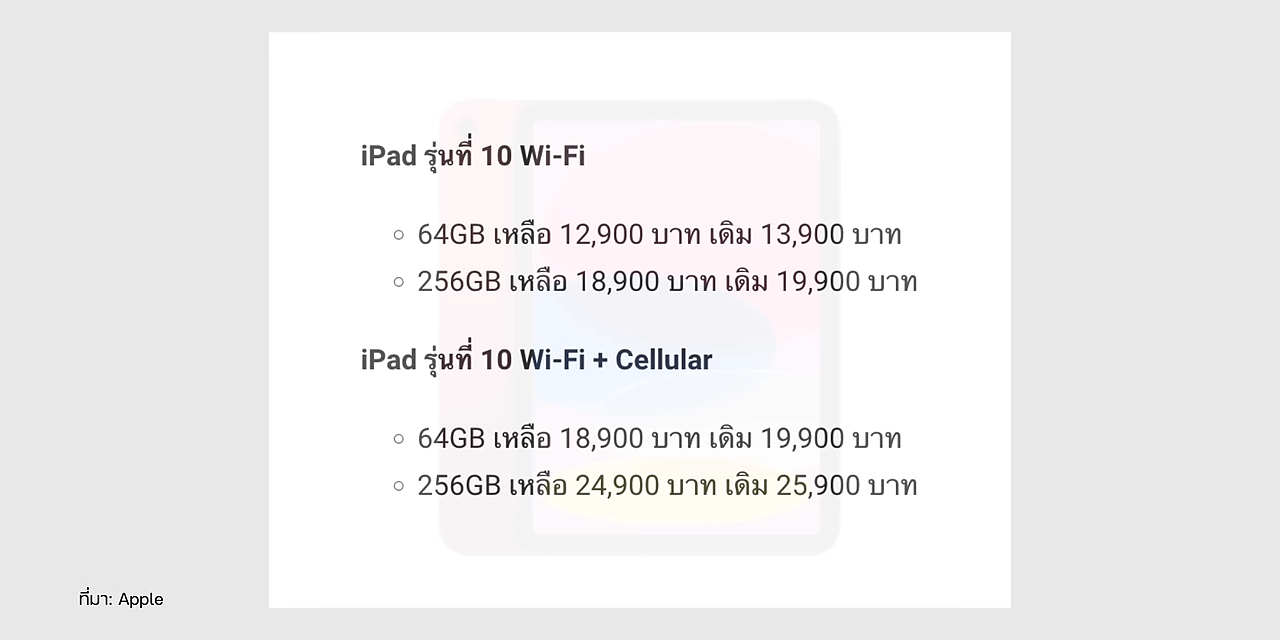 iPad รุ่นที่ 10 Wi-Fi
64GB เหลือ 12,900 บาท เดิม 13,900 บาท
256GB เหลือ 18,900 บาท เดิม 19,900 บาท
iPad รุ่นที่ 10 Wi-Fi + Cellular
64GB เหลือ 18,900 บาท เดิม 19,900 บาท
256GB เหลือ 24,900 บาท เดิม 25,900 บาท
ที่มา: Apple